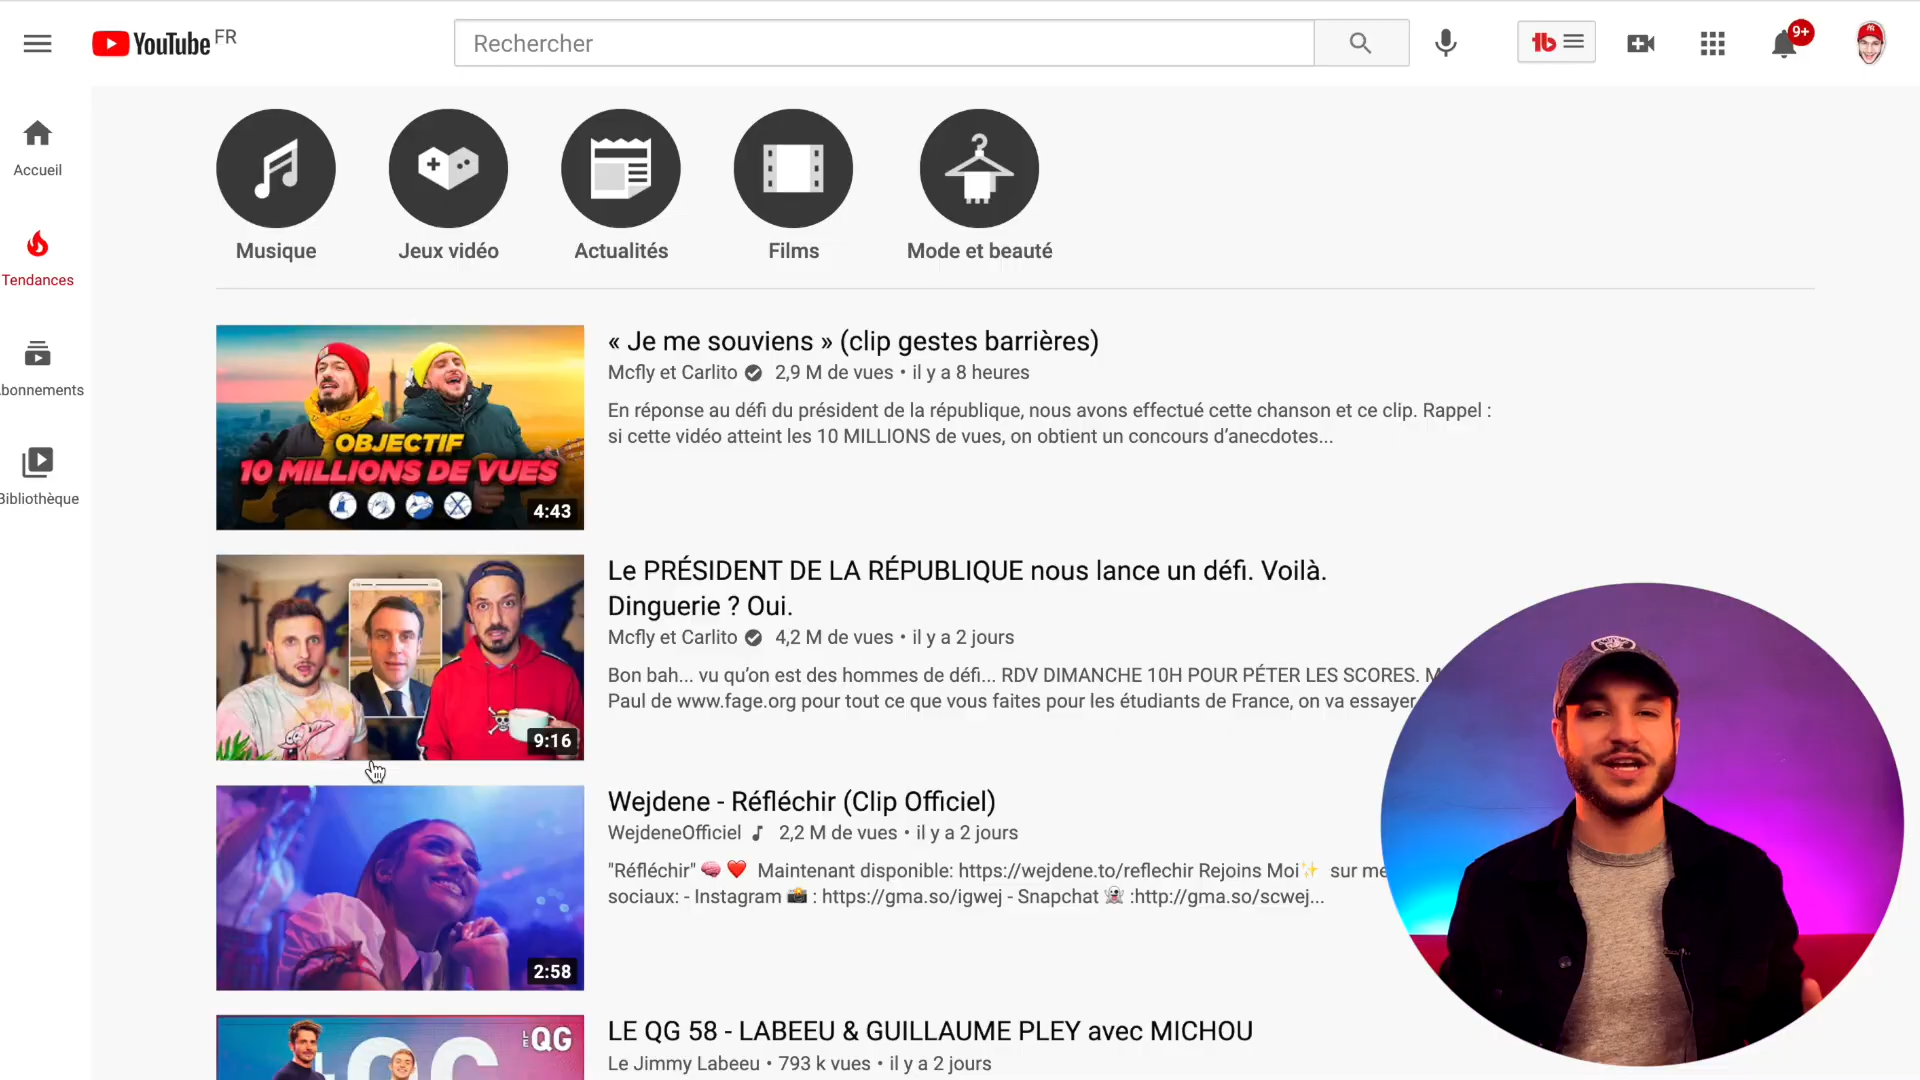 YouTube FR
Rechercher
9+
Accueil
Tendances
bonnements
Bibliothèque
Musique
Jeux vidéo
Actualités
Films
Mode et beauté
OBJECTIF
10 MILLIONS DE VUES
4:43
« Je me souviens » (clip gestes barrières)
Mcfly et Carlito 2,9 M de vues • il y a 8 heures
En réponse au défi du président de la république, nous avons effectué cette chanson et ce clip. Rappel :
si cette vidéo atteint les 10 MILLIONS de vues, on obtient un concours d'anecdotes...
9:16
Le PRÉSIDENT DE LA RÉPUBLIQUE nous lance un défi. Voilà.
Dinguerie ? Oui.
Mcfly et Carlito 4,2 M de vues • il y a 2 jours
Bon bah... vu qu'on est des hommes de défi... RDV DIMANCHE 10H POUR PÉTER LES SCORES. M
Paul de www.fage.org pour tout ce que vous faites pour les étudiants de France, on va essayer
2:58
Wejdene - Réfléchir (Clip Officiel)
WejdeneOfficiel 2,2 M de vues • il y a 2 jours
"Réfléchir" 🧠 ❤️ Maintenant disponible: https://wejdene.to/reflechir Rejoins Moi✨ sur me
sociaux: - Instagram 📸 : https://gma.so/igwej - Snapchat 👻 :http://gma.so/scwej...
LE QG
LE QG 58 - LABEEU & GUILLAUME PLEY avec MICHOU
Le Jimmy Labeeu • 793 k vues • il y a 2 jours